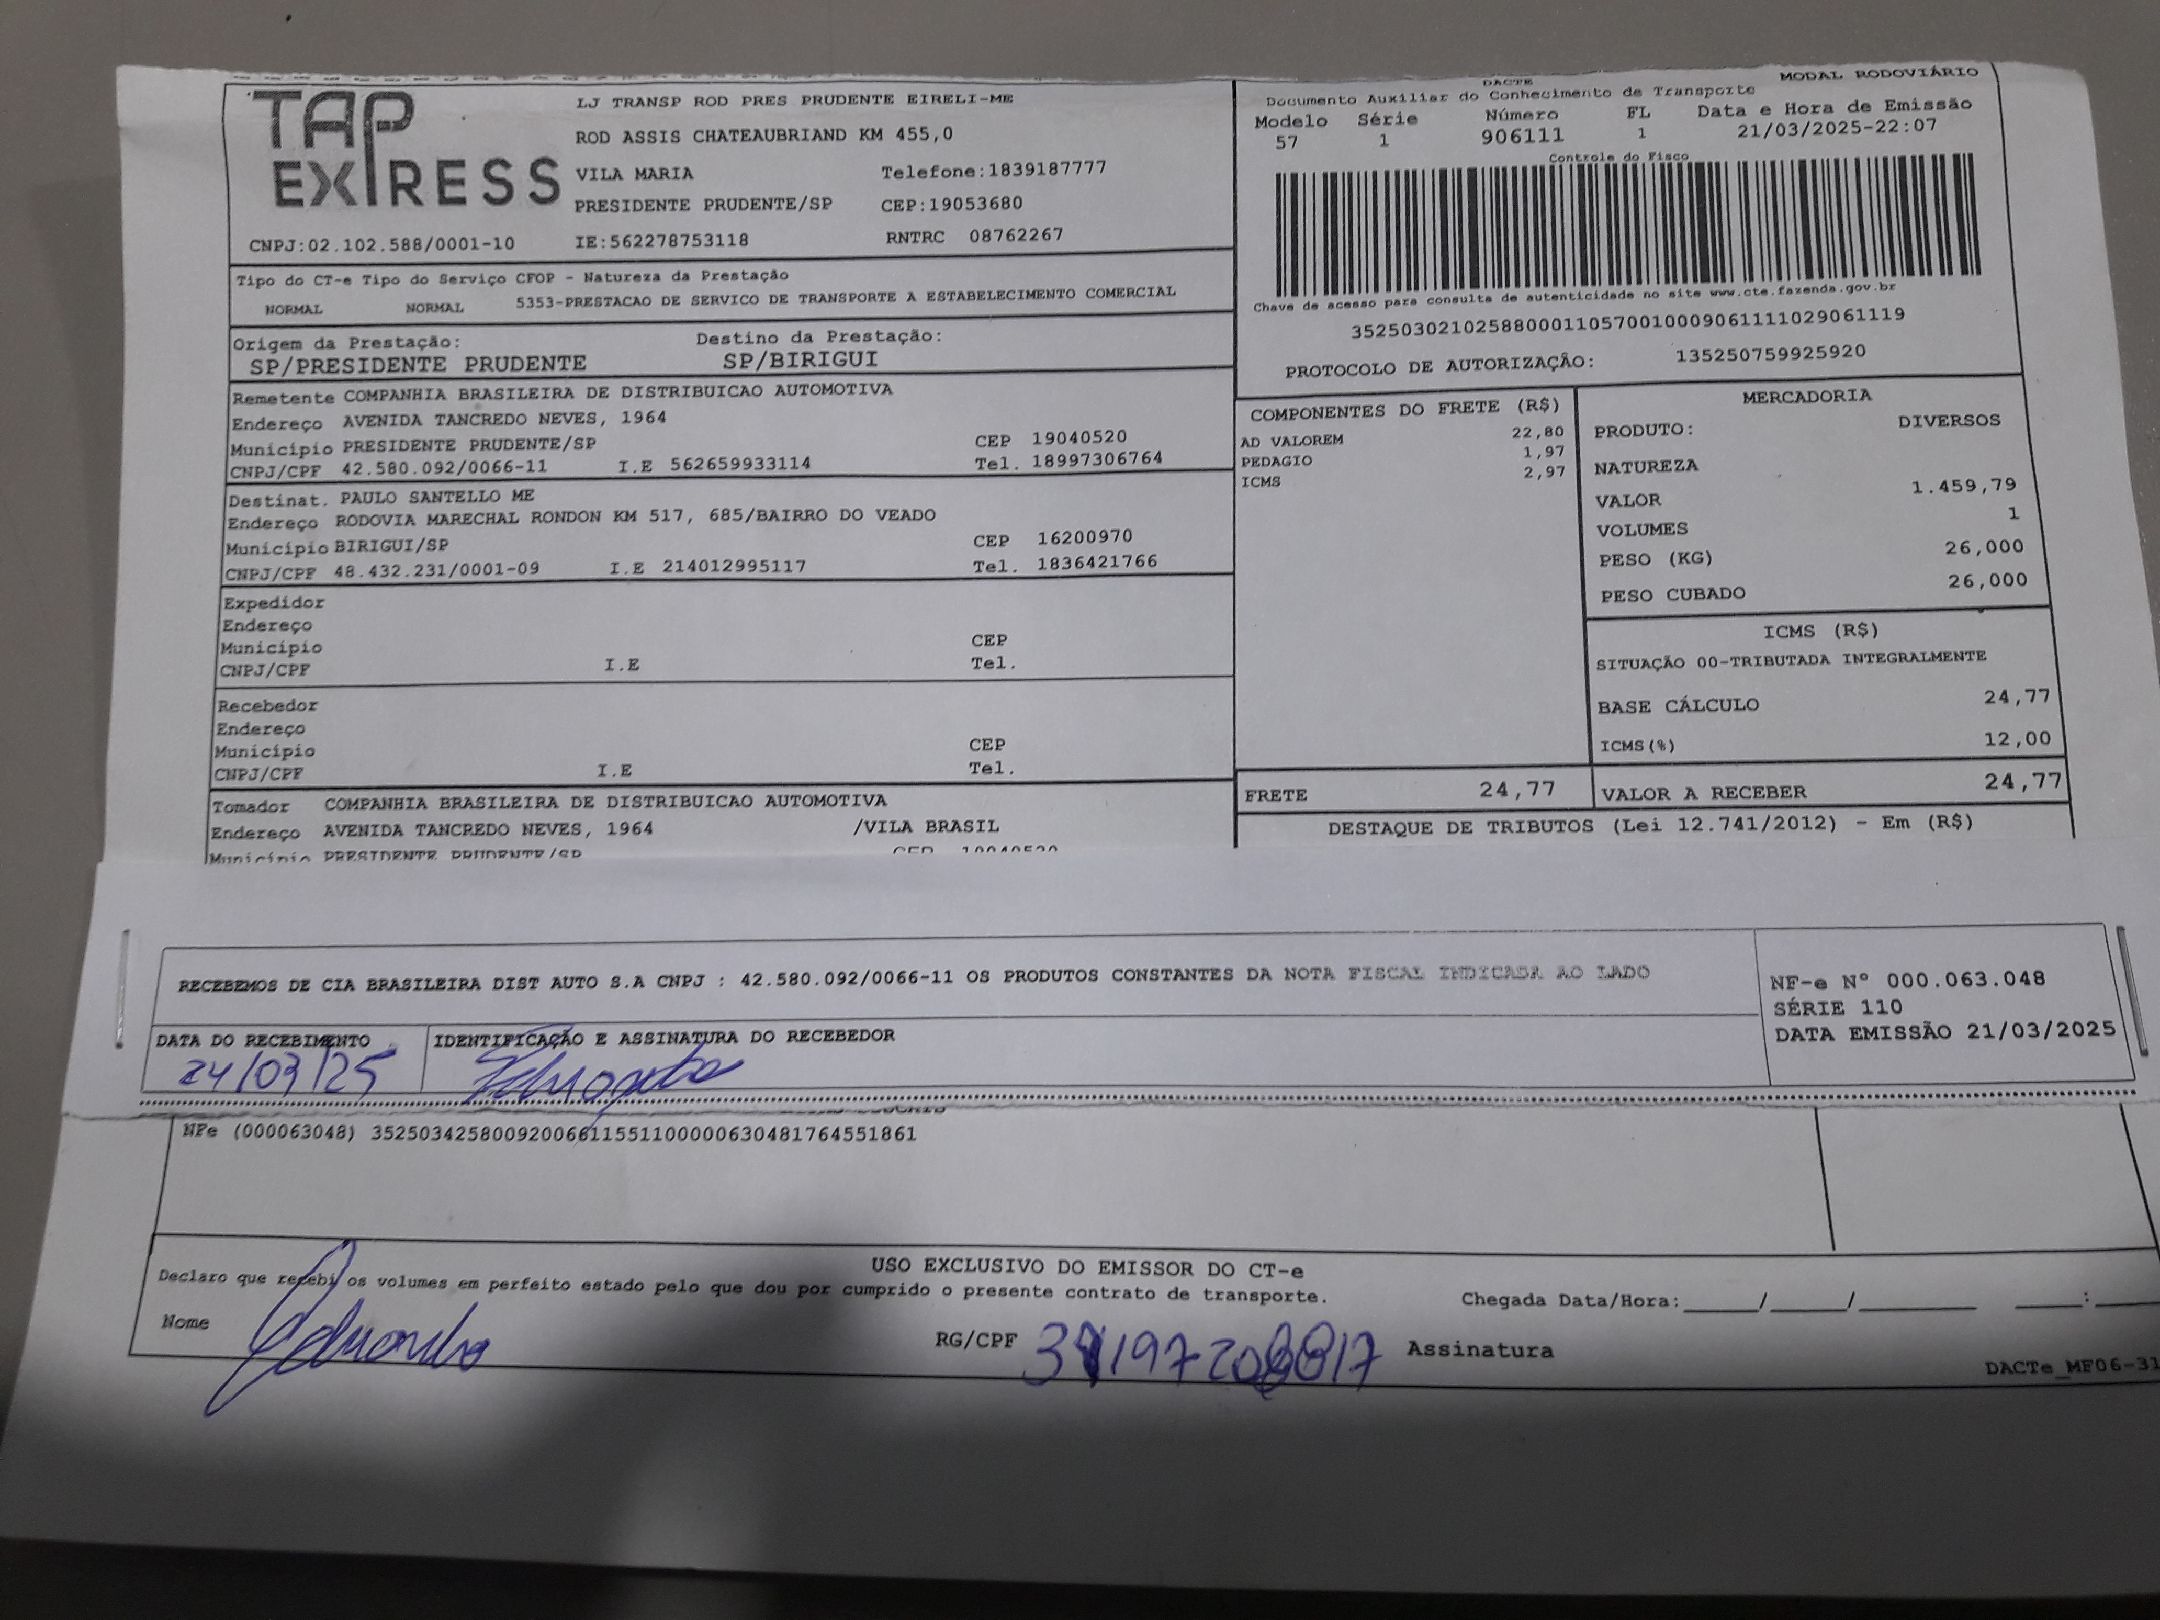 TAP
EXPRESS
LJ TRANSP ROD PRES PRUDENTE EIRELI-ME
ROD ASSIS CHATEAUBRIAND KM 455,0
VILA MARIA Telefone:1839187777
PRESIDENTE PRUDENTE/SP CEP:19053680
CNPJ:02.102.588/0001-10 IE:562278753118 RNTRC 08762267
DACTE MODAL RODOVIÁRIO
Documento Auxiliar do Conhecimento de Transporte
Modelo Série Número FL Data e Hora de Emissão
57 1 906111 1 21/03/2025-22:07
Controle do Fisco
Chave de acesso para consulta de autenticidade no site www.cte.fazenda.gov.br
35250302102588000110570010009061111029061119
PROTOCOLO DE AUTORIZAÇÃO: 135250759925920
Tipo do CT-e Tipo do Serviço CFOP - Natureza da Prestação
NORMAL NORMAL 5353-PRESTACAO DE SERVICO DE TRANSPORTE A ESTABELECIMENTO COMERCIAL
Origem da Prestação: Destino da Prestação:
SP/PRESIDENTE PRUDENTE SP/BIRIGUI
Remetente COMPANHIA BRASILEIRA DE DISTRIBUICAO AUTOMOTIVA
Endereço AVENIDA TANCREDO NEVES, 1964
Município PRESIDENTE PRUDENTE/SP CEP 19040520
CNPJ/CPF 42.580.092/0066-11 I.E 562659933114 Tel. 18997306764
Destinat. PAULO SANTELLO ME
Endereço RODOVIA MARECHAL RONDON KM 517, 685/BAIRRO DO VEADO
Município BIRIGUI/SP CEP 16200970
CNPJ/CPF 48.432.231/0001-09 I.E 214012995117 Tel. 1836421766
Expedidor
Endereço
Município CEP
CNPJ/CPF I.E Tel.
Recebedor
Endereço
Município CEP
CNPJ/CPF I.E Tel.
Tomador COMPANHIA BRASILEIRA DE DISTRIBUICAO AUTOMOTIVA
Endereço AVENIDA TANCREDO NEVES, 1964 /VILA BRASIL
Município PRESIDENTE PRUDENTE/SP CEP 19040520
COMPONENTES DO FRETE (R$)
AD VALOREM 22,80
PEDAGIO 1,97
ICMS 2,97
MERCADORIA
PRODUTO: DIVERSOS
NATUREZA
VALOR 1.459,79
VOLUMES 1
PESO (KG) 26,000
PESO CUBADO 26,000
ICMS (R$)
SITUAÇÃO 00-TRIBUTADA INTEGRALMENTE
BASE CÁLCULO 24,77
ICMS(%) 12,00
FRETE 24,77 VALOR A RECEBER 24,77
DESTAQUE DE TRIBUTOS (Lei 12.741/2012) - Em (R$)
RECEBEMOS DE CIA BRASILEIRA DIST AUTO S.A CNPJ : 42.580.092/0066-11 OS PRODUTOS CONSTANTES DA NOTA FISCAL INDICADA AO LADO
NF-e Nº 000.063.048
SÉRIE 110
DATA EMISSÃO 21/03/2025
DATA DO RECEBIMENTO IDENTIFICAÇÃO E ASSINATURA DO RECEBEDOR
24/03/25 Eduardo
NFe (000063048) 35250342580092006611551100000630481764551861
USO EXCLUSIVO DO EMISSOR DO CT-e
Declaro que recebi os volumes em perfeito estado pelo que dou por cumprido o presente contrato de transporte.
Chegada Data/Hora:_____/_____/________ ____:____
Nome Eduardo RG/CPF Assinatura
DACTe_MF06-31